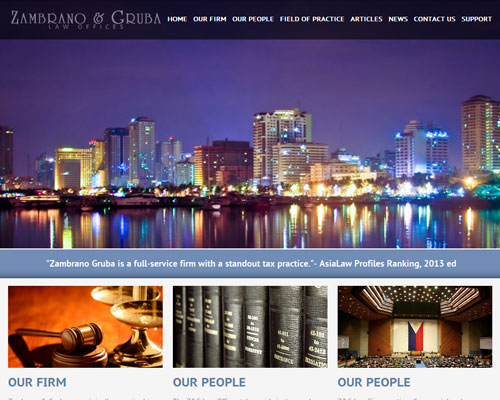 ZAMBRANO & GRUBA
LAW OFFICES
HOME OUR FIRM OUR PEOPLE FIELD OF PRACTICE ARTICLES NEWS CONTACT US SUPPORT
"Zambrano Gruba is a full-service firm with a standout tax practice."- AsiaLaw Profiles Ranking, 2013 ed
OUR FIRM
OUR PEOPLE
OUR PEOPLE